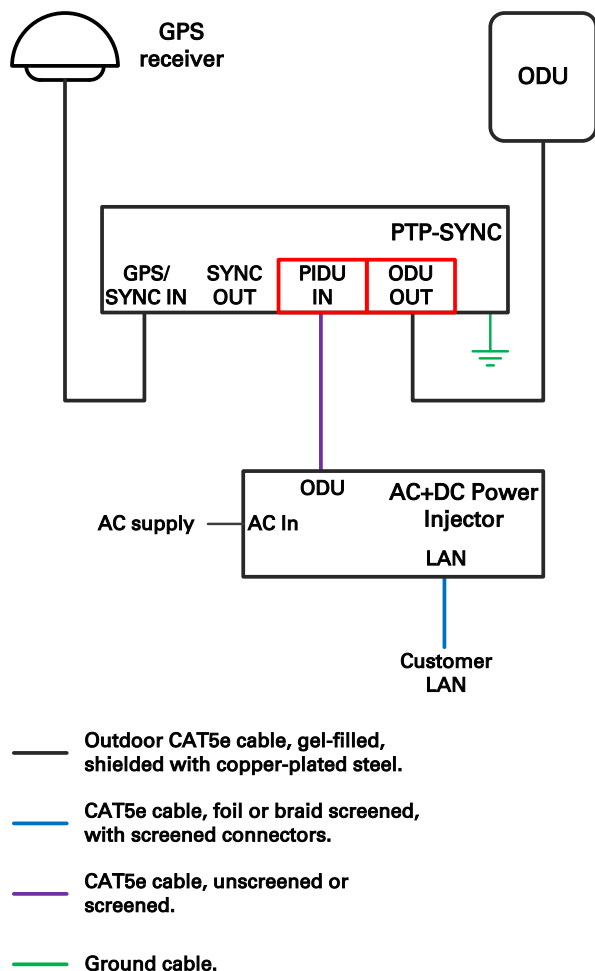 GPS
receiver
ODU
PTP-SYNC
GPS/
SYNC IN
SYNC
OUT
PIDU
IN
ODU
OUT
ODU
AC+DC Power
Injector
AC supply
AC In
LAN
Customer
LAN
Outdoor CAT5e cable, gel-filled,
shielded with copper-plated steel.
CAT5e cable, foil or braid screened,
with screened connectors.
CAT5e cable, unscreened or
screened.
Ground cable.